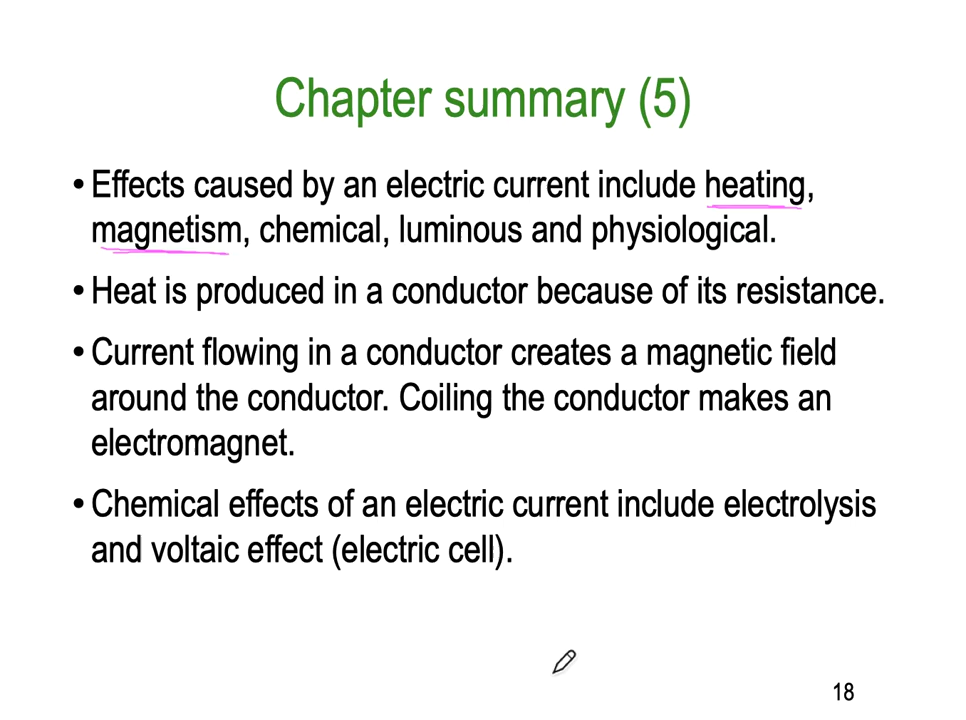 Chapter summary (5)
• Effects caused by an electric current include heating,
magnetism, chemical, luminous and physiological.
• Heat is produced in a conductor because of its resistance.
• Current flowing in a conductor creates a magnetic field
around the conductor. Coiling the conductor makes an
electromagnet.
• Chemical effects of an electric current include electrolysis
and voltaic effect (electric cell).
18